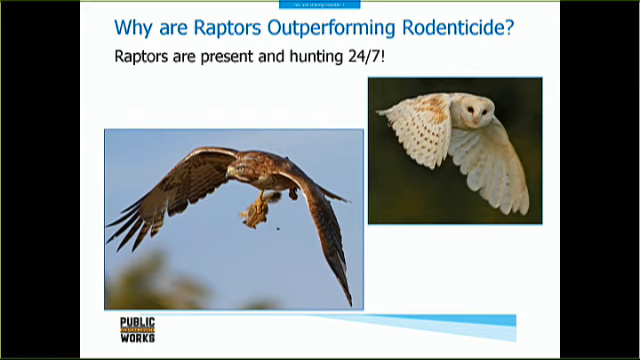 Why are Raptors Outperforming Rodenticide?
Raptors are present and hunting 24/7!
PUBLIC
WORKS